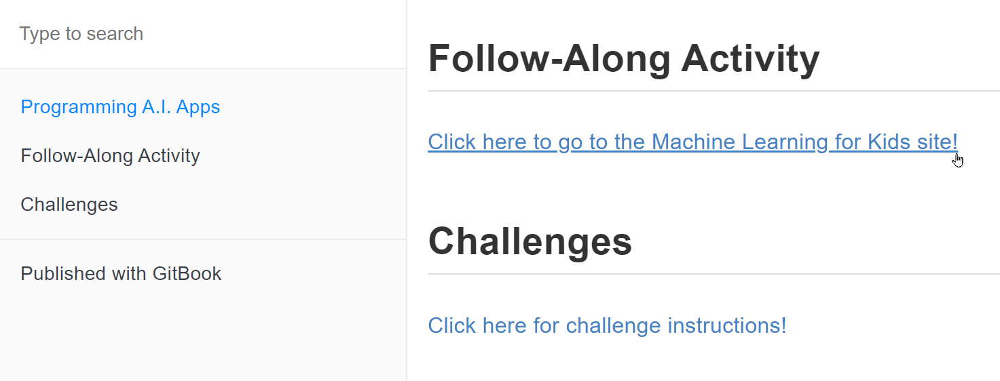 Type to search
Programming A.I. Apps
Follow-Along Activity
Challenges
Published with GitBook
Follow-Along Activity
Click here to go to the Machine Learning for Kids site!
Challenges
Click here for challenge instructions!